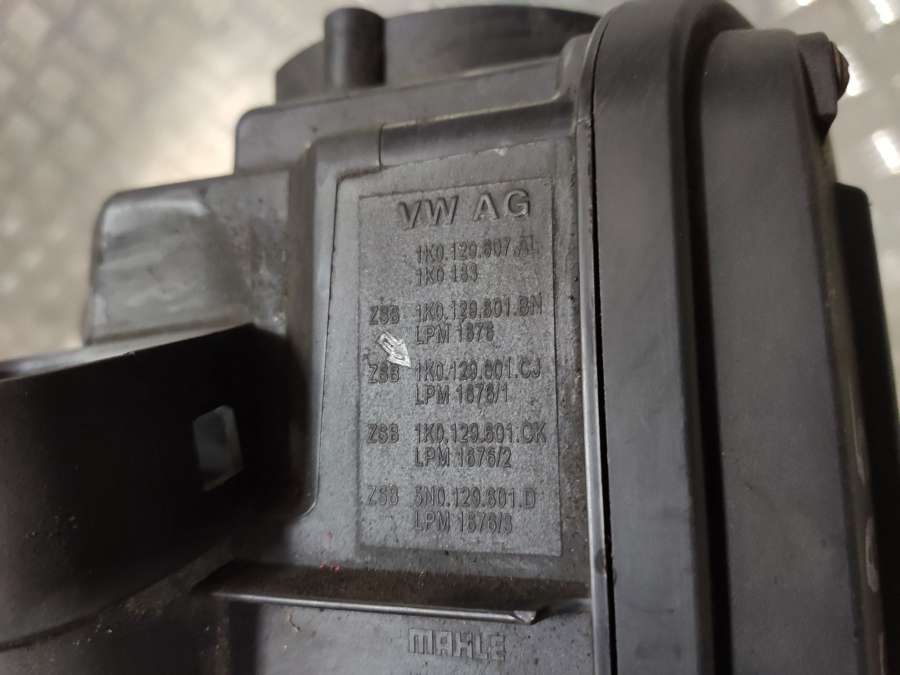 VW AG
1K0.129.607.AL
1K0 183
ZSB 1K0.129.601.BN
LPM 1676
ZSB 1K0.129.601.CJ
LPM 1676/1
ZSB 1K0.129.601.CK
LPM 1676/2
ZSB 5N0.129.601.D
LPM 1676/3
MAHLE